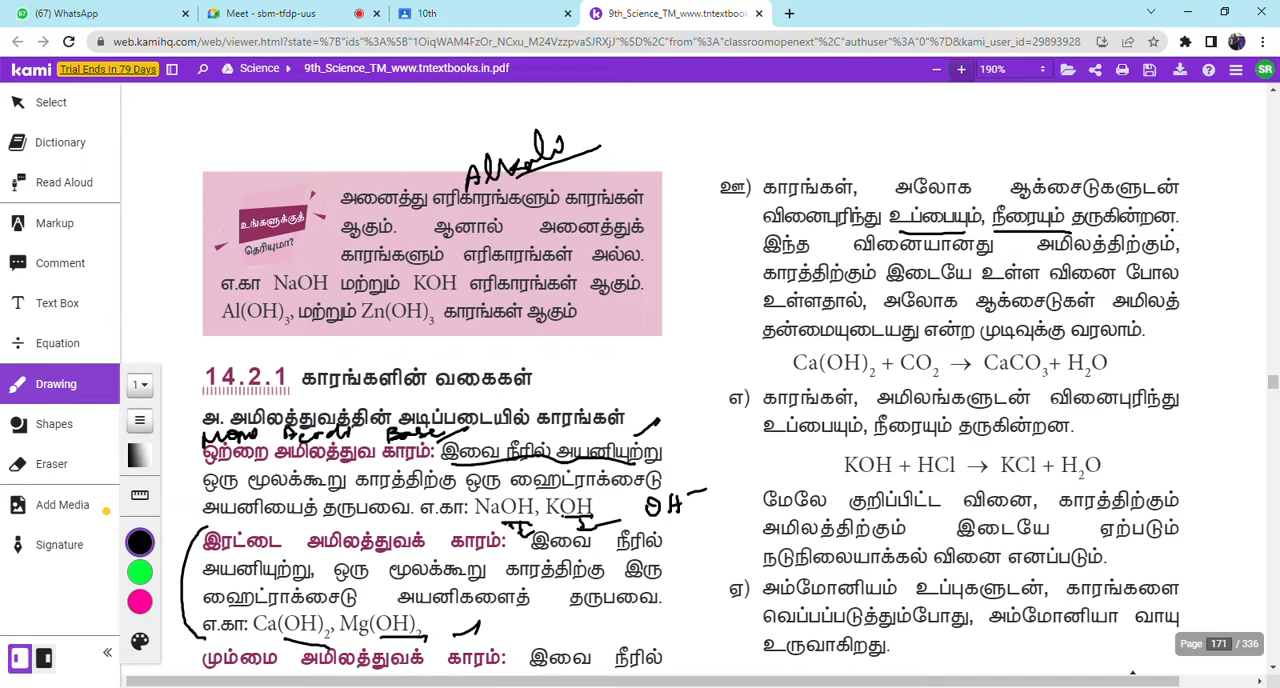 (67) WhatsApp
Meet - sbm-tfdp-uus
10th
9th_Science_TM_www.tntextbook
web.kamihq.com/web/viewer.html?state=%7B"ids"%3A%5B"1OiqWAM4FzOr_NCxu_M24VzzpvaSJRXjJ"%5D%2C"from"%3A"classroomopenext"%2C"authuser"%3A"0"%7D&kami_user_id=29893928
kami
Trial Ends In 79 Days
Science
9th_Science_TM_www.tntextbooks.in.pdf
190%
SR
Select
Dictionary
Read Aloud
Markup
Comment
Text Box
Equation
Drawing
Shapes
Eraser
Add Media
Signature
1
உங்களுக்குத்
தெரியுமா?
அனைத்து எரிகாரங்களும் காரங்கள்
ஆகும். ஆனால் அனைத்துக்
காரங்களும் எரிகாரங்கள் அல்ல.
எ.கா NaOH மற்றும் KOH எரிகாரங்கள் ஆகும்.
Al(OH)₃, மற்றும் Zn(OH)₃ காரங்கள் ஆகும்
14.2.1 காரங்களின் வகைகள்
அ. அமிலத்துவத்தின் அடிப்படையில் காரங்கள்
Mono Base
ஒற்றை அமிலத்துவ காரம்: இவை நீரில் அயனியுற்று
ஒரு மூலக்கூறு காரத்திற்கு ஒரு ஹைட்ராக்சைடு
அயனியைத் தருபவை. எ.கா: NaOH, KOH
OH⁻
இரட்டை அமிலத்துவக் காரம்: இவை நீரில்
அயனியுற்று, ஒரு மூலக்கூறு காரத்திற்கு இரு
ஹைட்ராக்சைடு அயனிகளைத் தருபவை.
எ.கா: Ca(OH)₂, Mg(OH)₂
மும்மை அமிலத்துவக் காரம்: இவை நீரில்
ஊ) காரங்கள், அலோக ஆக்சைடுகளுடன்
வினைபுரிந்து உப்பையும், நீரையும் தருகின்றன.
இந்த வினையானது அமிலத்திற்கும்,
காரத்திற்கும் இடையே உள்ள வினை போல
உள்ளதால், அலோக ஆக்சைடுகள் அமிலத்
தன்மையுடையது என்ற முடிவுக்கு வரலாம்.
Ca(OH)₂ + CO₂ → CaCO₃+ H₂O
எ) காரங்கள், அமிலங்களுடன் வினைபுரிந்து
உப்பையும், நீரையும் தருகின்றன.
KOH + HCl → KCl + H₂O
மேலே குறிப்பிட்ட வினை, காரத்திற்கும்
அமிலத்திற்கும் இடையே ஏற்படும்
நடுநிலையாக்கல் வினை எனப்படும்.
ஏ) அம்மோனியம் உப்புகளுடன், காரங்களை
வெப்பப்படுத்தும்போது, அம்மோனியா வாயு
உருவாகிறது.
Page 171 / 336